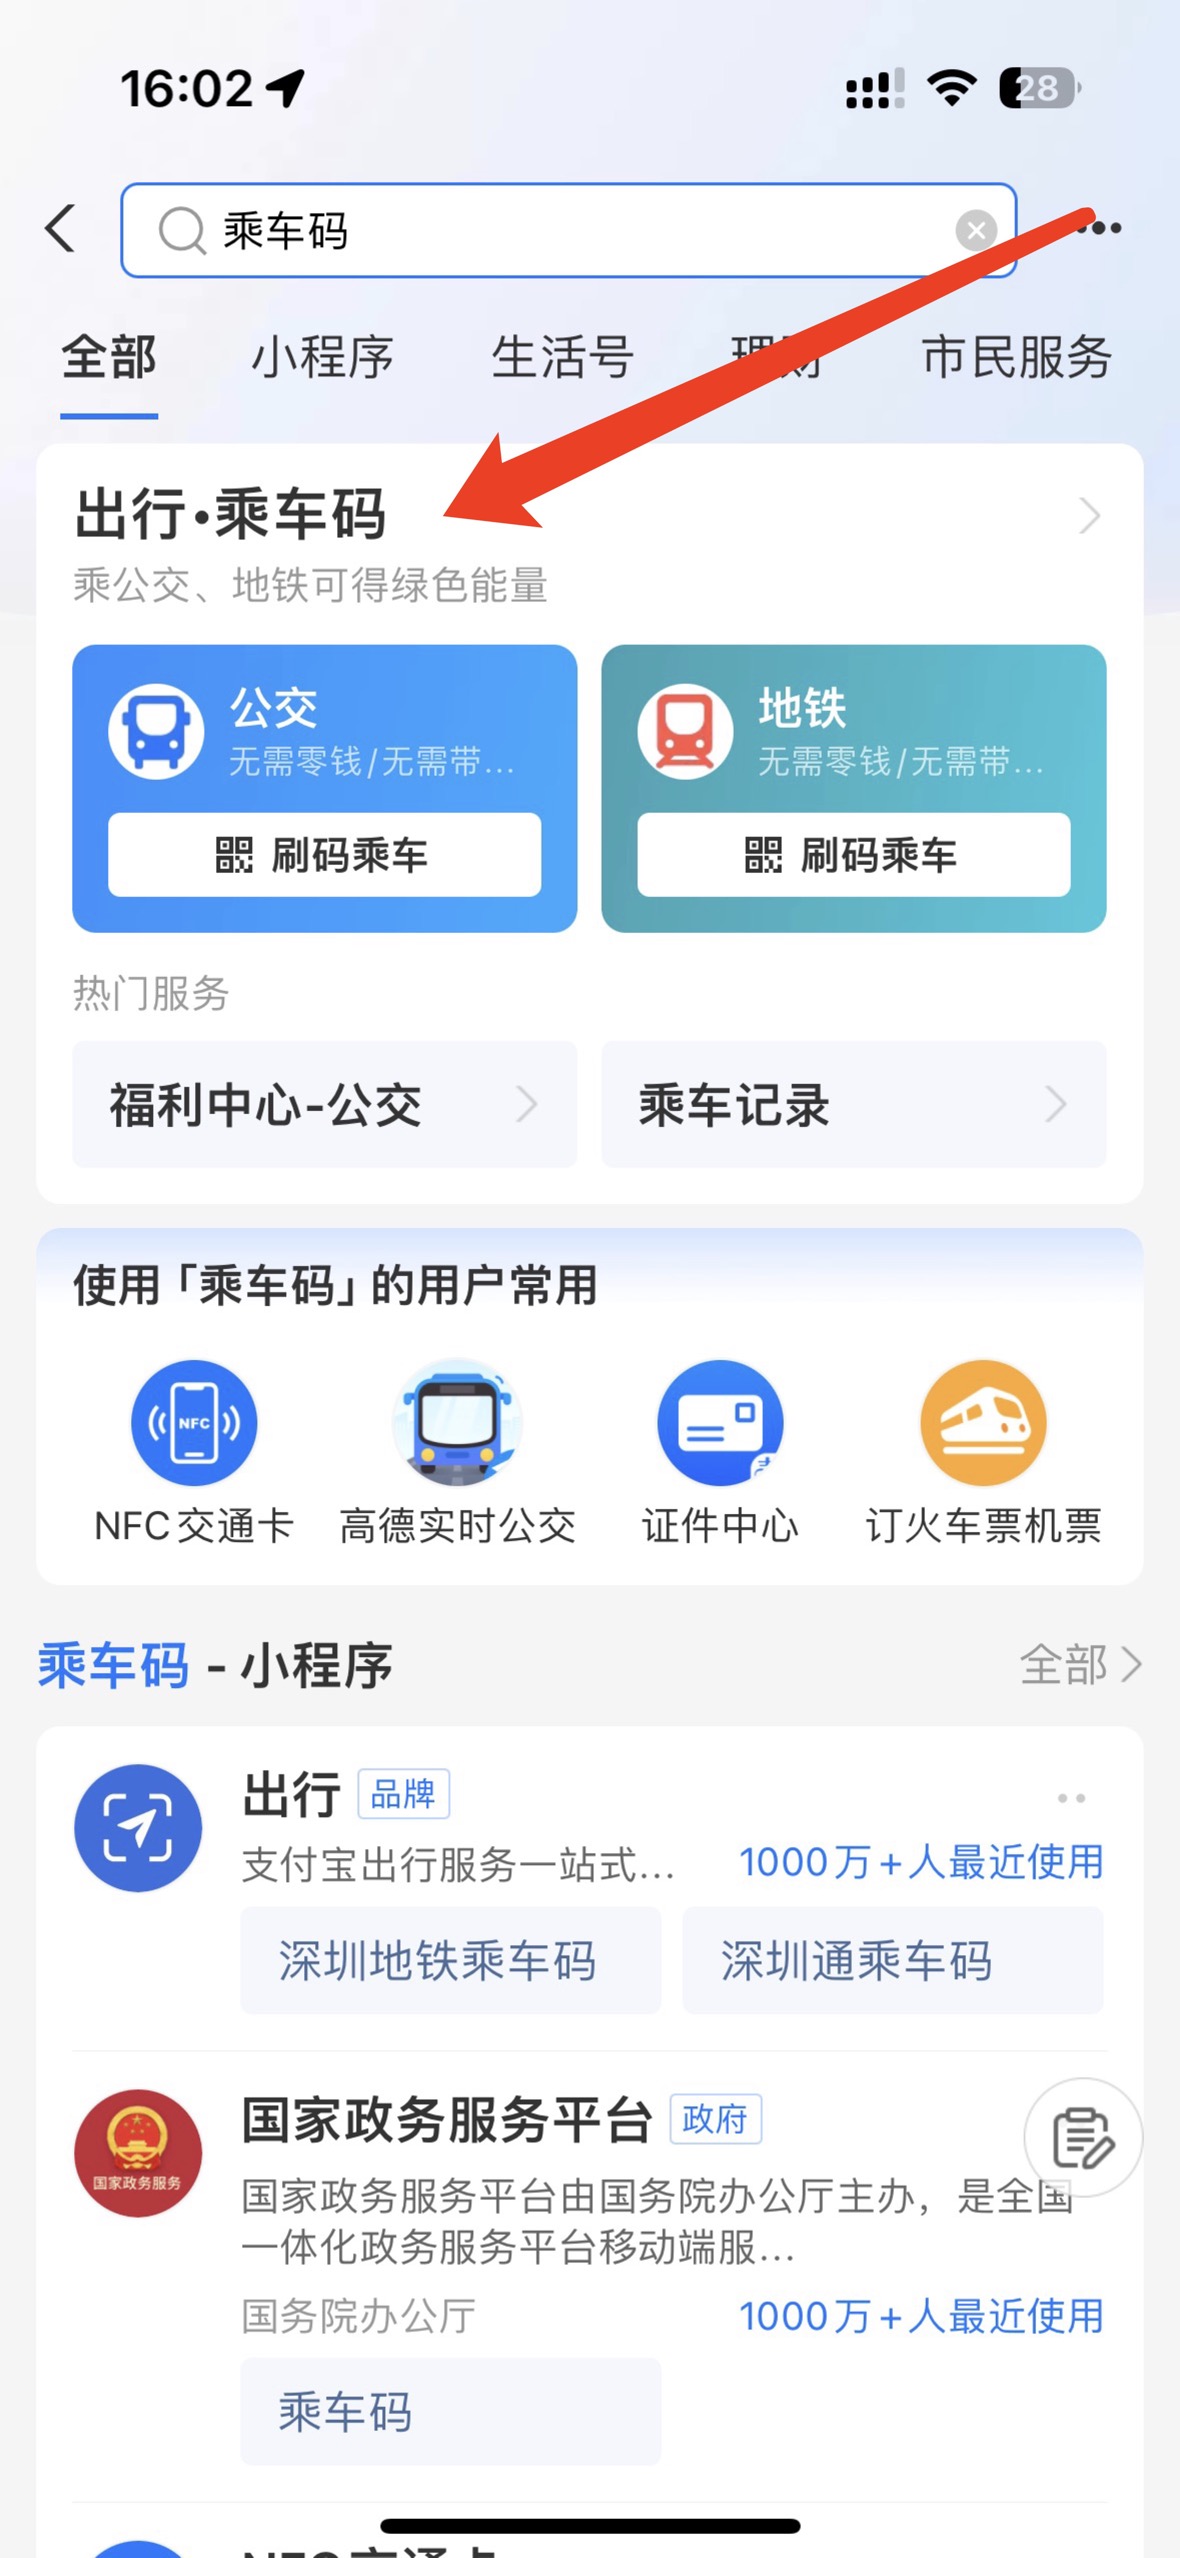 16:02
28
乘车码
全部 小程序 生活号 理财 市民服务
出行·乘车码
乘公交、地铁可得绿色能量
公交
无需零钱/无需带...
刷码乘车
地铁
无需零钱/无需带...
刷码乘车
热门服务
福利中心-公交
乘车记录
使用「乘车码」的用户常用
NFC
NFC交通卡 高德实时公交 证件中心 订火车票机票
乘车码 - 小程序
全部
出行 品牌
支付宝出行服务一站式...
1000万+人最近使用
深圳地铁乘车码
深圳通乘车码
国家政务服务
国家政务服务平台 政府
国家政务服务平台由国务院办公厅主办，是全国
一体化政务服务平台移动端服...
国务院办公厅
1000万+人最近使用
乘车码
NFC交通卡